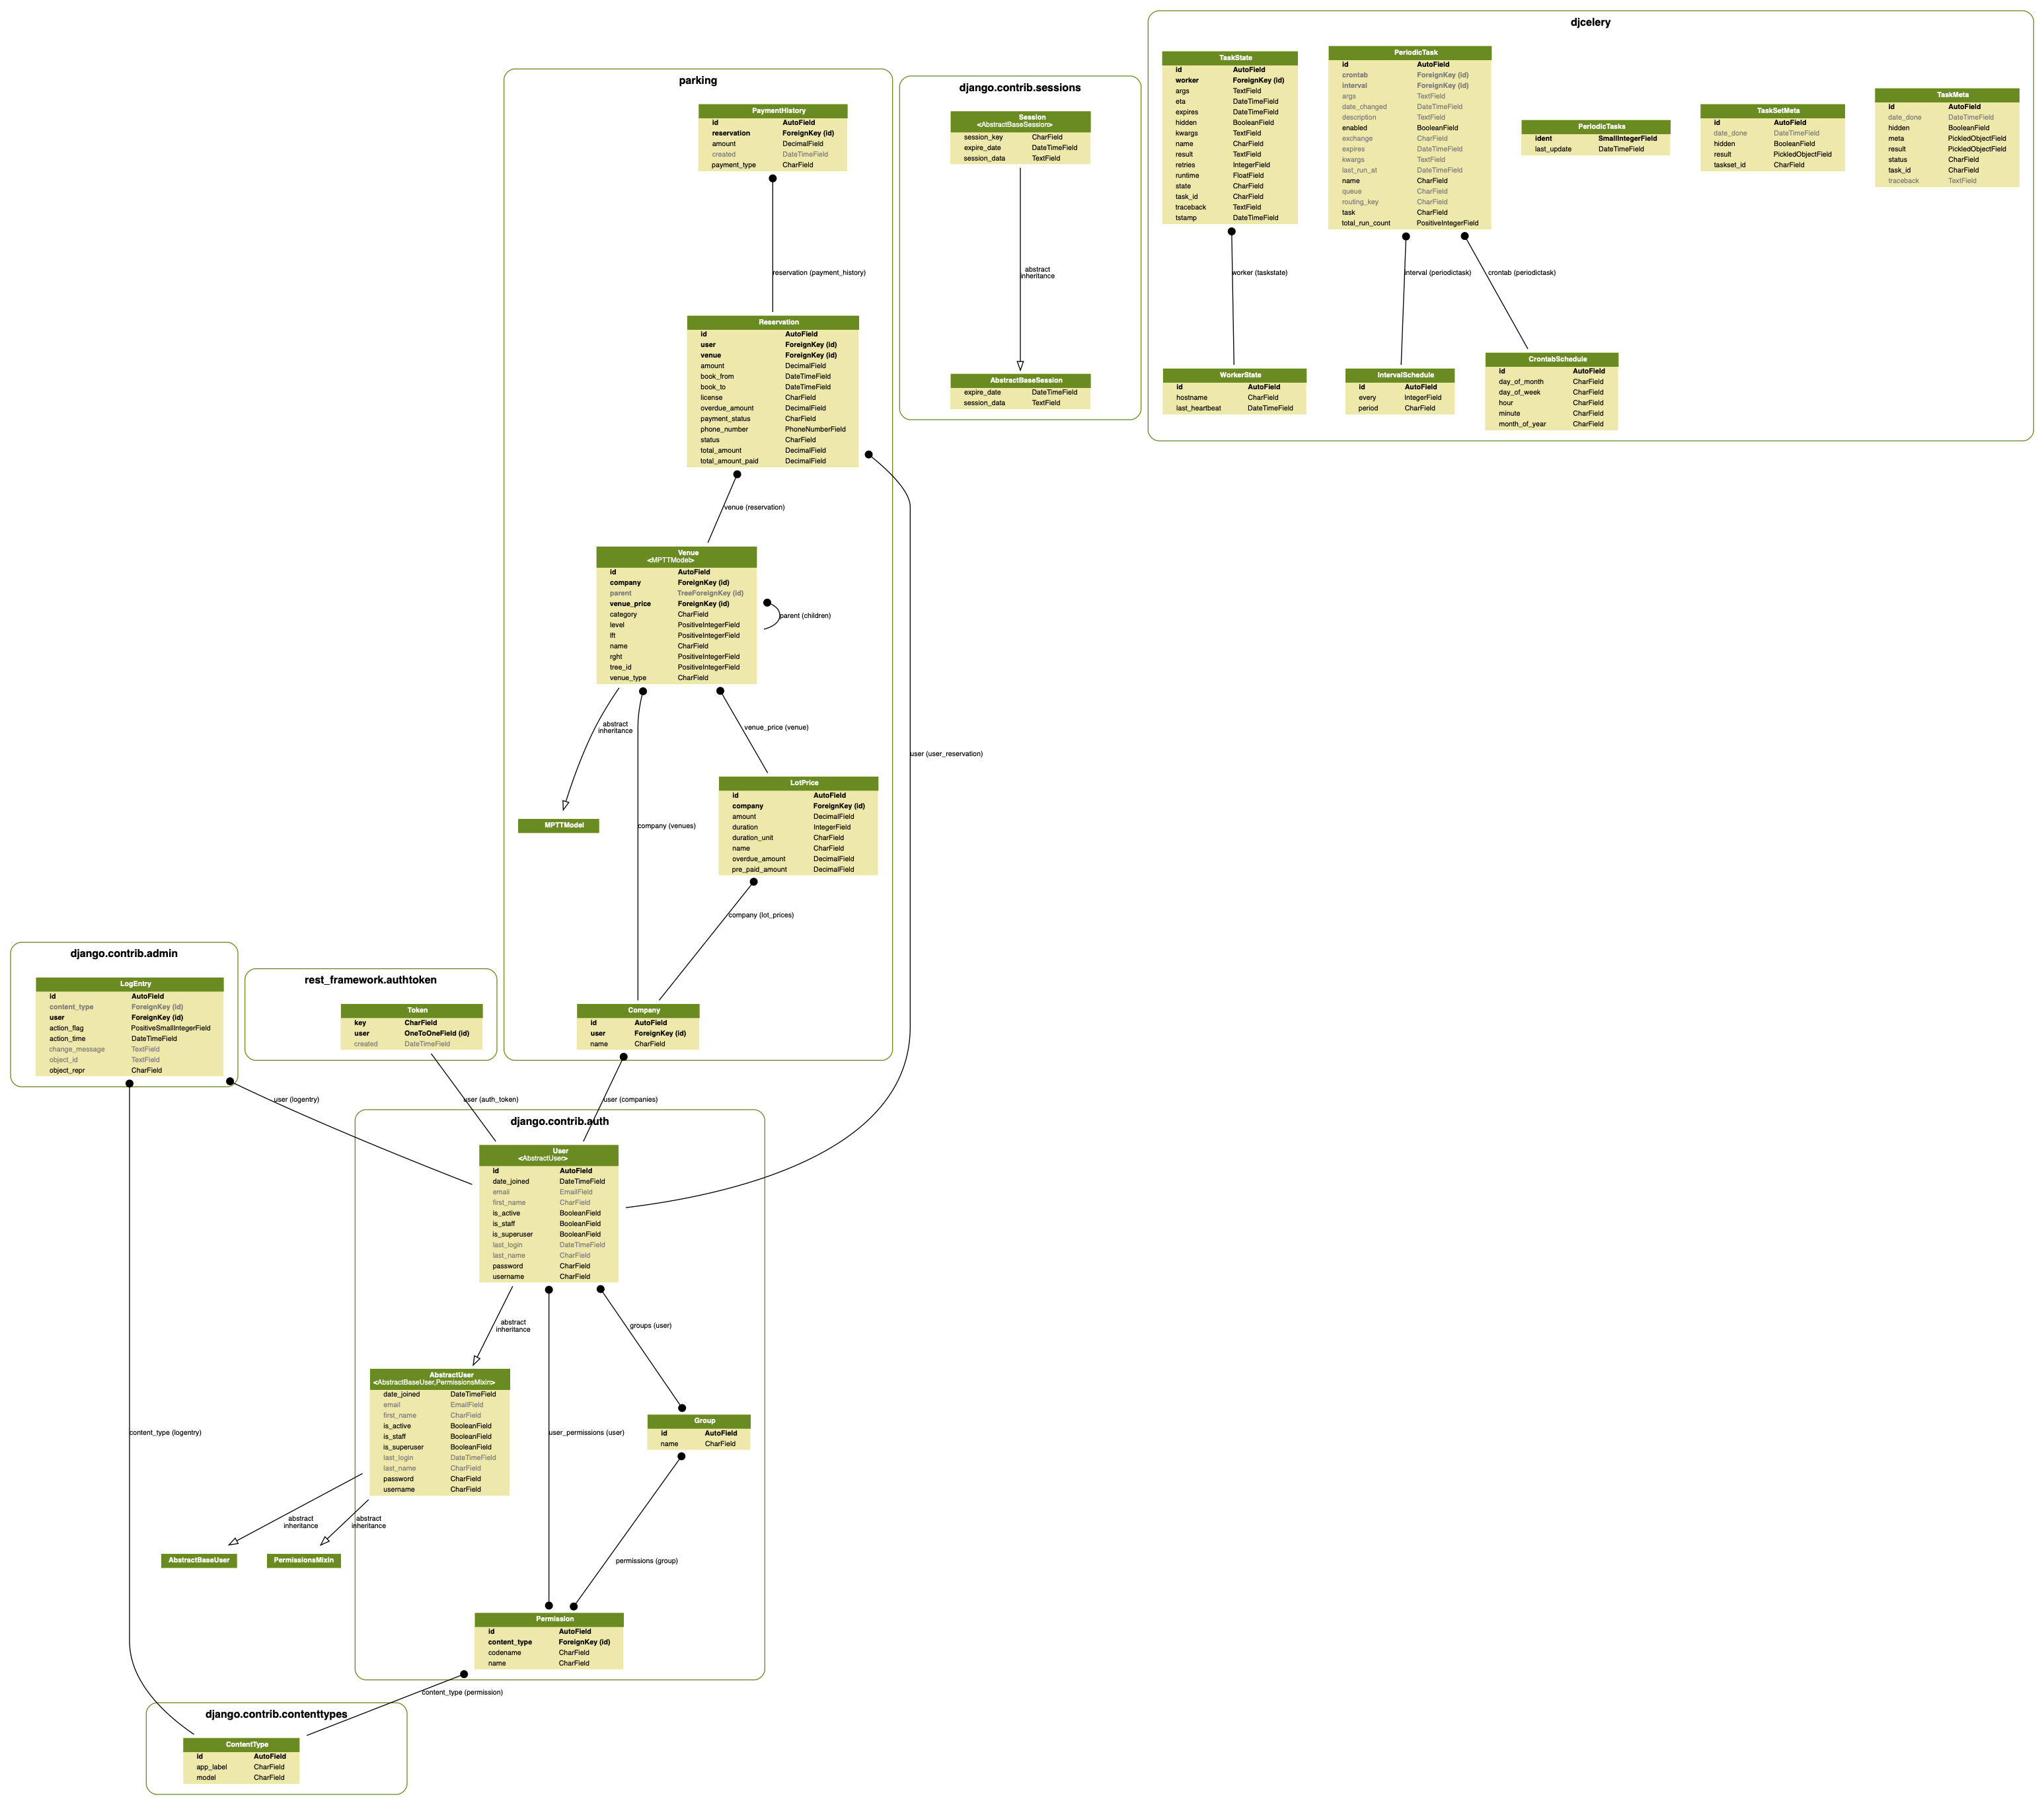 djcelery
TaskState
id AutoField
worker ForeignKey (id)
args TextField
eta DateTimeField
expires DateTimeField
hidden BooleanField
kwargs TextField
name CharField
result TextField
retries IntegerField
runtime FloatField
state CharField
task_id CharField
traceback TextField
tstamp DateTimeField
PeriodicTask
id AutoField
crontab ForeignKey (id)
interval ForeignKey (id)
args TextField
date_changed DateTimeField
description TextField
enabled BooleanField
exchange CharField
expires DateTimeField
kwargs TextField
last_run_at DateTimeField
name CharField
queue CharField
routing_key CharField
task CharField
total_run_count PositiveIntegerField
PeriodicTasks
ident SmallIntegerField
last_update DateTimeField
TaskSetMeta
id AutoField
date_done DateTimeField
hidden BooleanField
result PickledObjectField
taskset_id CharField
TaskMeta
id AutoField
date_done DateTimeField
hidden BooleanField
meta PickledObjectField
result PickledObjectField
status CharField
task_id CharField
traceback TextField
worker (taskstate)
interval (periodictask)
crontab (periodictask)
WorkerState
id AutoField
hostname CharField
last_heartbeat DateTimeField
IntervalSchedule
id AutoField
every IntegerField
period CharField
CrontabSchedule
id AutoField
day_of_month CharField
day_of_week CharField
hour CharField
minute CharField
month_of_year CharField
django.contrib.sessions
Session
<AbstractBaseSession>
session_key CharField
expire_date DateTimeField
session_data TextField
abstract
inheritance
AbstractBaseSession
expire_date DateTimeField
session_data TextField
parking
PaymentHistory
id AutoField
reservation ForeignKey (id)
amount DecimalField
created DateTimeField
payment_type CharField
reservation (payment_history)
Reservation
id AutoField
user ForeignKey (id)
venue ForeignKey (id)
amount DecimalField
book_from DateTimeField
book_to DateTimeField
license CharField
overdue_amount DecimalField
payment_status CharField
phone_number PhoneNumberField
status CharField
total_amount DecimalField
total_amount_paid DecimalField
venue (reservation)
Venue
<MPTTModel>
id AutoField
company ForeignKey (id)
parent TreeForeignKey (id)
venue_price ForeignKey (id)
category CharField
level PositiveIntegerField
lft PositiveIntegerField
name CharField
rght PositiveIntegerField
tree_id PositiveIntegerField
venue_type CharField
parent (children)
abstract
inheritance
venue_price (venue)
user (user_reservation)
MPTTModel
company (venues)
LotPrice
id AutoField
company ForeignKey (id)
amount DecimalField
duration IntegerField
duration_unit CharField
name CharField
overdue_amount DecimalField
pre_paid_amount DecimalField
company (lot_prices)
Company
id AutoField
user ForeignKey (id)
name CharField
django.contrib.admin
LogEntry
id AutoField
content_type ForeignKey (id)
user ForeignKey (id)
action_flag PositiveSmallIntegerField
action_time DateTimeField
change_message TextField
object_id TextField
object_repr CharField
rest_framework.authtoken
Token
key CharField
user OneToOneField (id)
created DateTimeField
user (logentry)
user (auth_token)
user (companies)
django.contrib.auth
User
<AbstractUser>
id AutoField
date_joined DateTimeField
email EmailField
first_name CharField
is_active BooleanField
is_staff BooleanField
is_superuser BooleanField
last_login DateTimeField
last_name CharField
password CharField
username CharField
abstract
inheritance
groups (user)
AbstractUser
<AbstractBaseUser,PermissionsMixin>
date_joined DateTimeField
email EmailField
first_name CharField
is_active BooleanField
is_staff BooleanField
is_superuser BooleanField
last_login DateTimeField
last_name CharField
password CharField
username CharField
user_permissions (user)
Group
id AutoField
name CharField
content_type (logentry)
abstract
inheritance
abstract
inheritance
AbstractBaseUser
PermissionsMixin
permissions (group)
Permission
id AutoField
content_type ForeignKey (id)
codename CharField
name CharField
content_type (permission)
django.contrib.contenttypes
ContentType
id AutoField
app_label CharField
model CharField